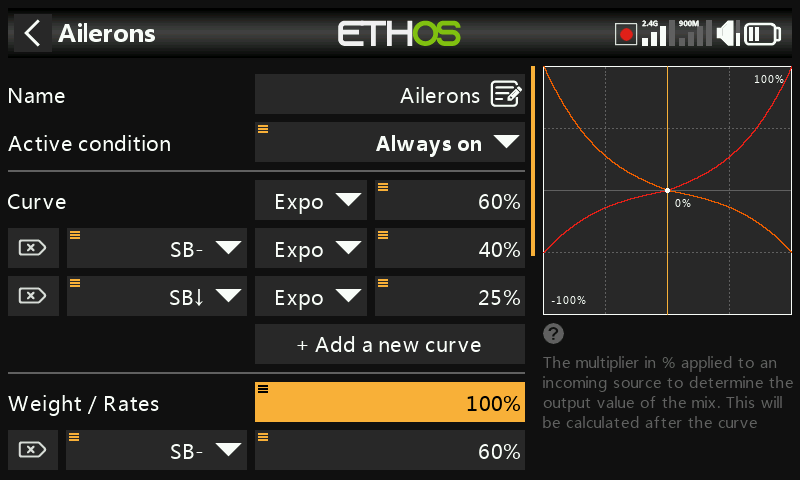 Ailerons
ETHOS
2.4G
900M
Name
Ailerons
Active condition
Always on
Curve
Expo
60%
SB-
Expo
40%
SB↓
Expo
25%
+ Add a new curve
Weight / Rates
100%
SB-
60%
100%
0%
-100%
The multiplier in % applied to an
incoming source to determine the
output value of the mix. This will
be calculated after the curve